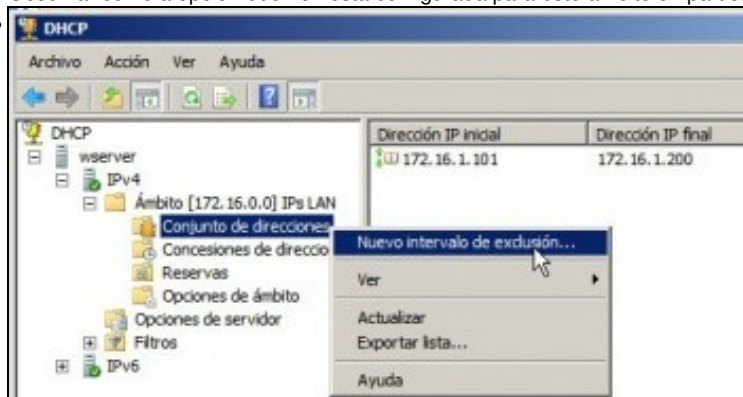 DHCP
Archivo Acción Ver Ayuda
DHCP
wserver
IPv4
Ámbito [172.16.0.0] IPs LAN
Conjunto de direcciones
Concesiones de direccio
Reservas
Opciones de ámbito
Opciones de servidor
Filtros
IPv6
Dirección IP inicial Dirección IP final
172.16.1.101 172.16.1.200
Nuevo intervalo de exclusión...
Ver
Actualizar
Exportar lista...
Ayuda